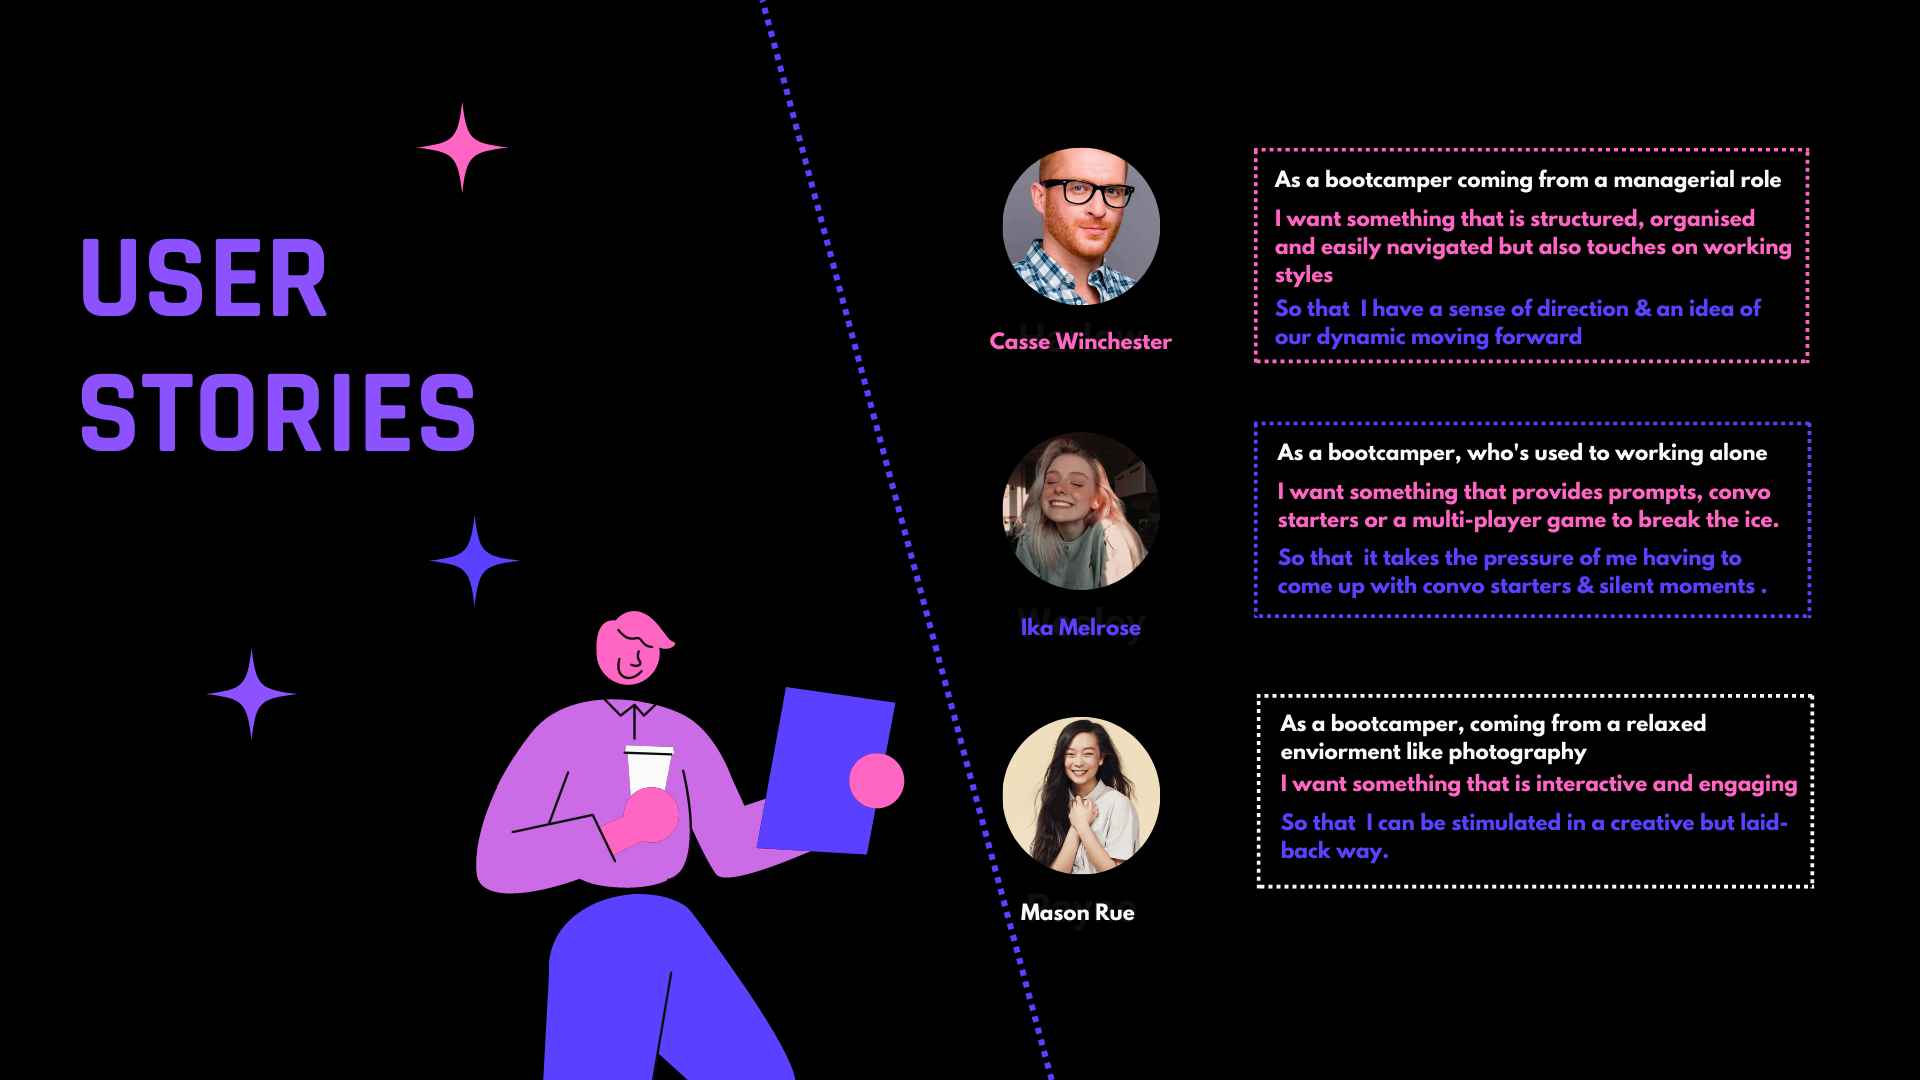 USER
STORIES
As a bootcamper coming from a managerial role
I want something that is structured, organised
and easily navigated but also touches on working
styles
So that  I have a sense of direction & an idea of
our dynamic moving forward
Casse Winchester
As a bootcamper, who's used to working alone
I want something that provides prompts, convo
starters or a multi-player game to break the ice.
So that  it takes the pressure of me having to
come up with convo starters & silent moments .
Ika Melrose
As a bootcamper, coming from a relaxed
enviorment like photography
I want something that is interactive and engaging
So that  I can be stimulated in a creative but laid-
back way.
Mason Rue